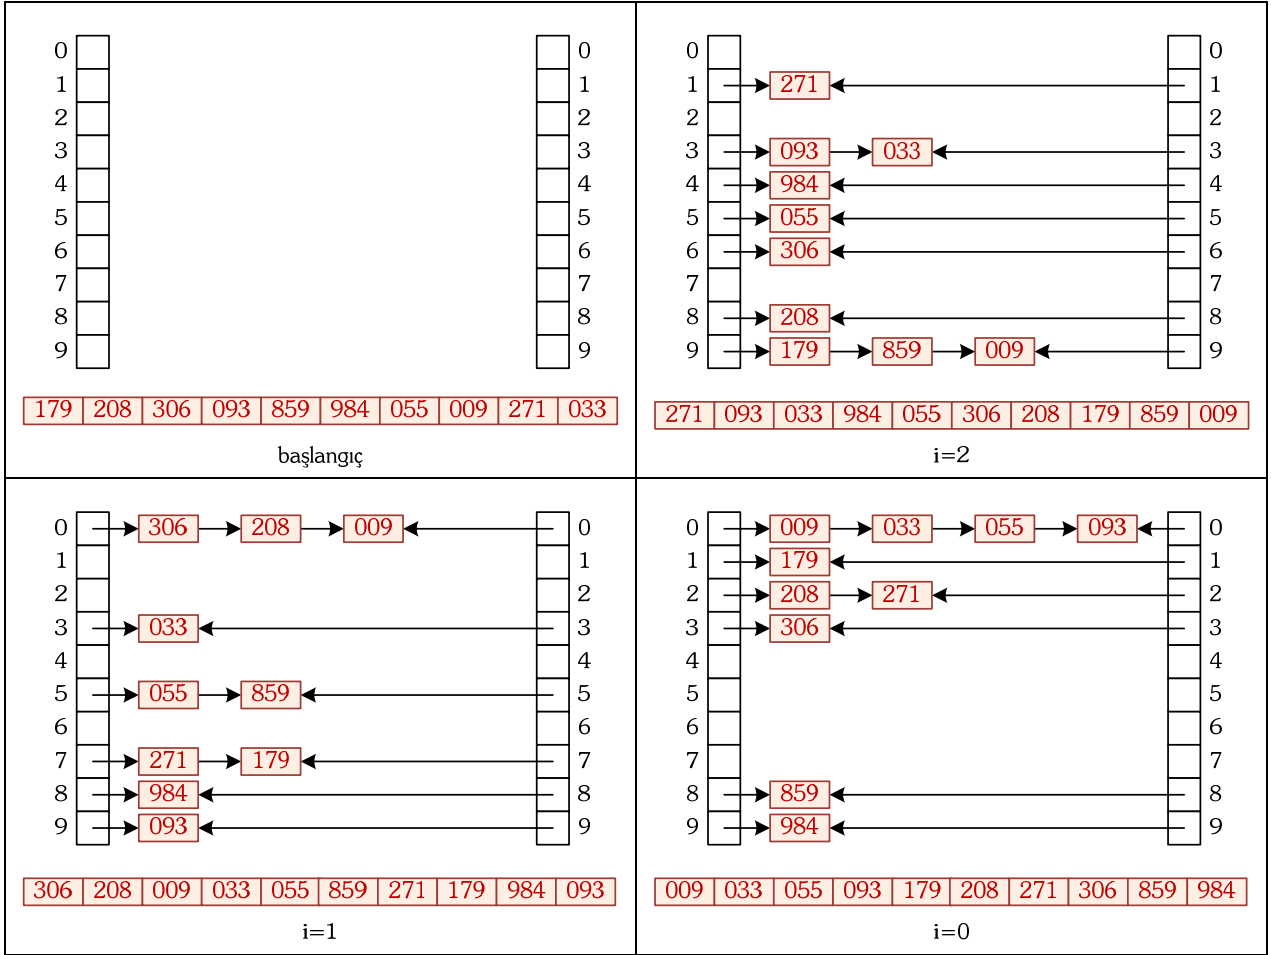 0 0
1 1
2 2
3 3
4 4
5 5
6 6
7 7
8 8
9 9
179 208 306 093 859 984 055 009 271 033
başlangıç
0 0
1 271 1
2 2
3 093 033 3
4 984 4
5 055 5
6 306 6
7 7
8 208 8
9 179 859 009 9
271 093 033 984 055 306 208 179 859 009
i=2
0 306 208 009 0
1 1
2 2
3 033 3
4 4
5 055 859 5
6 6
7 271 179 7
8 984 8
9 093 9
306 208 009 033 055 859 271 179 984 093
i=1
0 009 033 055 093 0
1 179 1
2 208 271 2
3 306 3
4 4
5 5
6 6
7 7
8 859 8
9 984 9
009 033 055 093 179 208 271 306 859 984
i=0